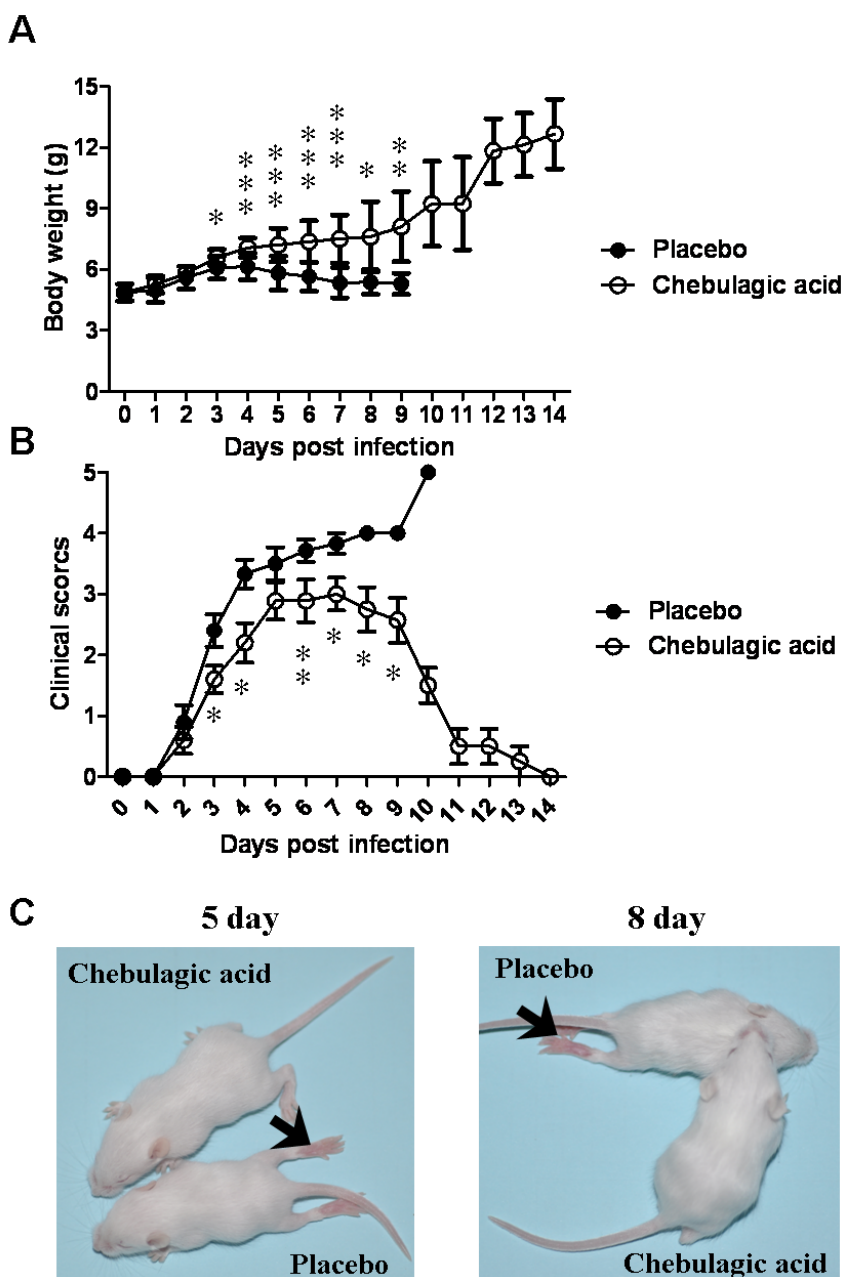 A
15
12
9
6
3
0
Body weight (g)
* *** *** *** *** * **
0 1 2 3 4 5 6 7 8 9 10 11 12 13 14
Days post infection
Placebo
Chebulagic acid
B
5
4
3
2
1
0
Clinical scorcs
* * ** * * *
0 1 2 3 4 5 6 7 8 9 10 11 12 13 14
Days post infection
Placebo
Chebulagic acid
C
5 day
8 day
Chebulagic acid
Placebo
Placebo
Chebulagic acid